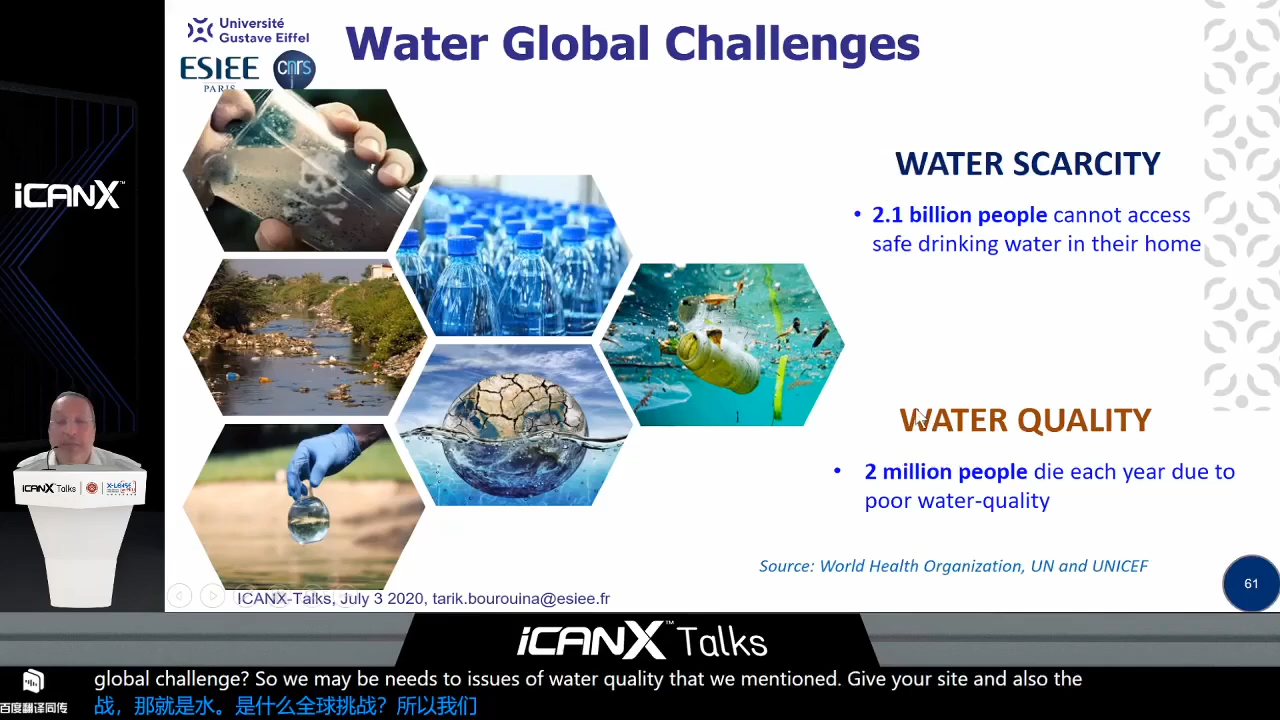 Université
Gustave Eiffel
ESIEE
PARIS
cnrs
Water Global Challenges
iCANX™
WATER SCARCITY
• 2.1 billion people cannot access
safe drinking water in their home
WATER QUALITY
• 2 million people die each year due to
poor water-quality
Source: World Health Organization, UN and UNICEF
61
ICANX-Talks, July 3 2020, tarik.bourouina@esiee.fr
iCANX Talks
iCANX™ Talks
global challenge? So we may be needs to issues of water quality that we mentioned. Give your site and also the
战，那就是水。是什么全球挑战？所以我们
百度翻译同传